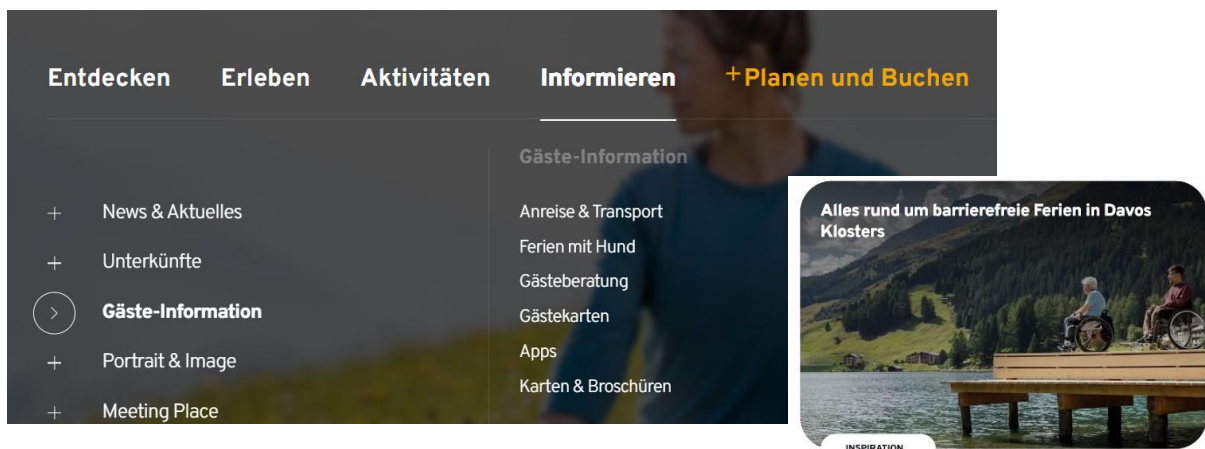 Entdecken Erleben Aktivitäten Informieren +Planen und Buchen
Gäste-Information
+ News & Aktuelles
+ Unterkünfte
> Gäste-Information
+ Portrait & Image
+ Meeting Place
Anreise & Transport
Ferien mit Hund
Gästeberatung
Gästekarten
Apps
Karten & Broschüren
Alles rund um barrierefreie Ferien in Davos
Klosters
INSPIRATION